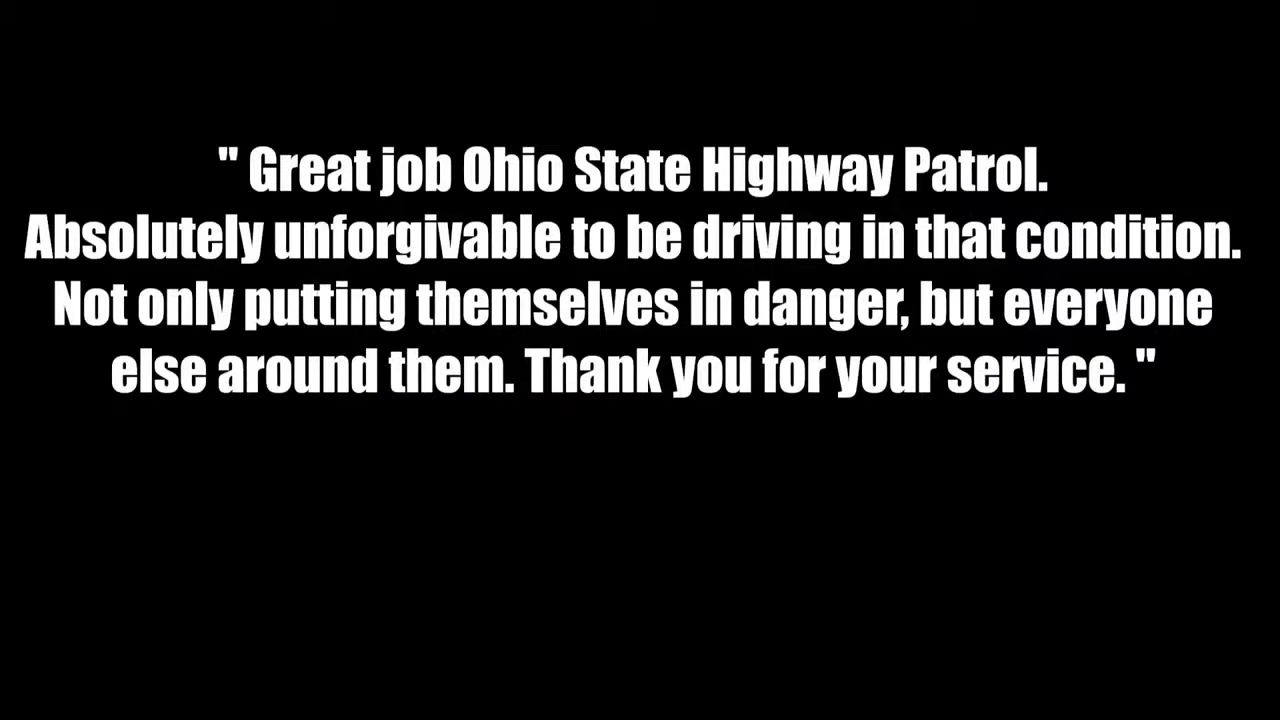 " Great job Ohio State Highway Patrol.
Absolutely unforgivable to be driving in that condition.
Not only putting themselves in danger, but everyone
else around them. Thank you for your service. "